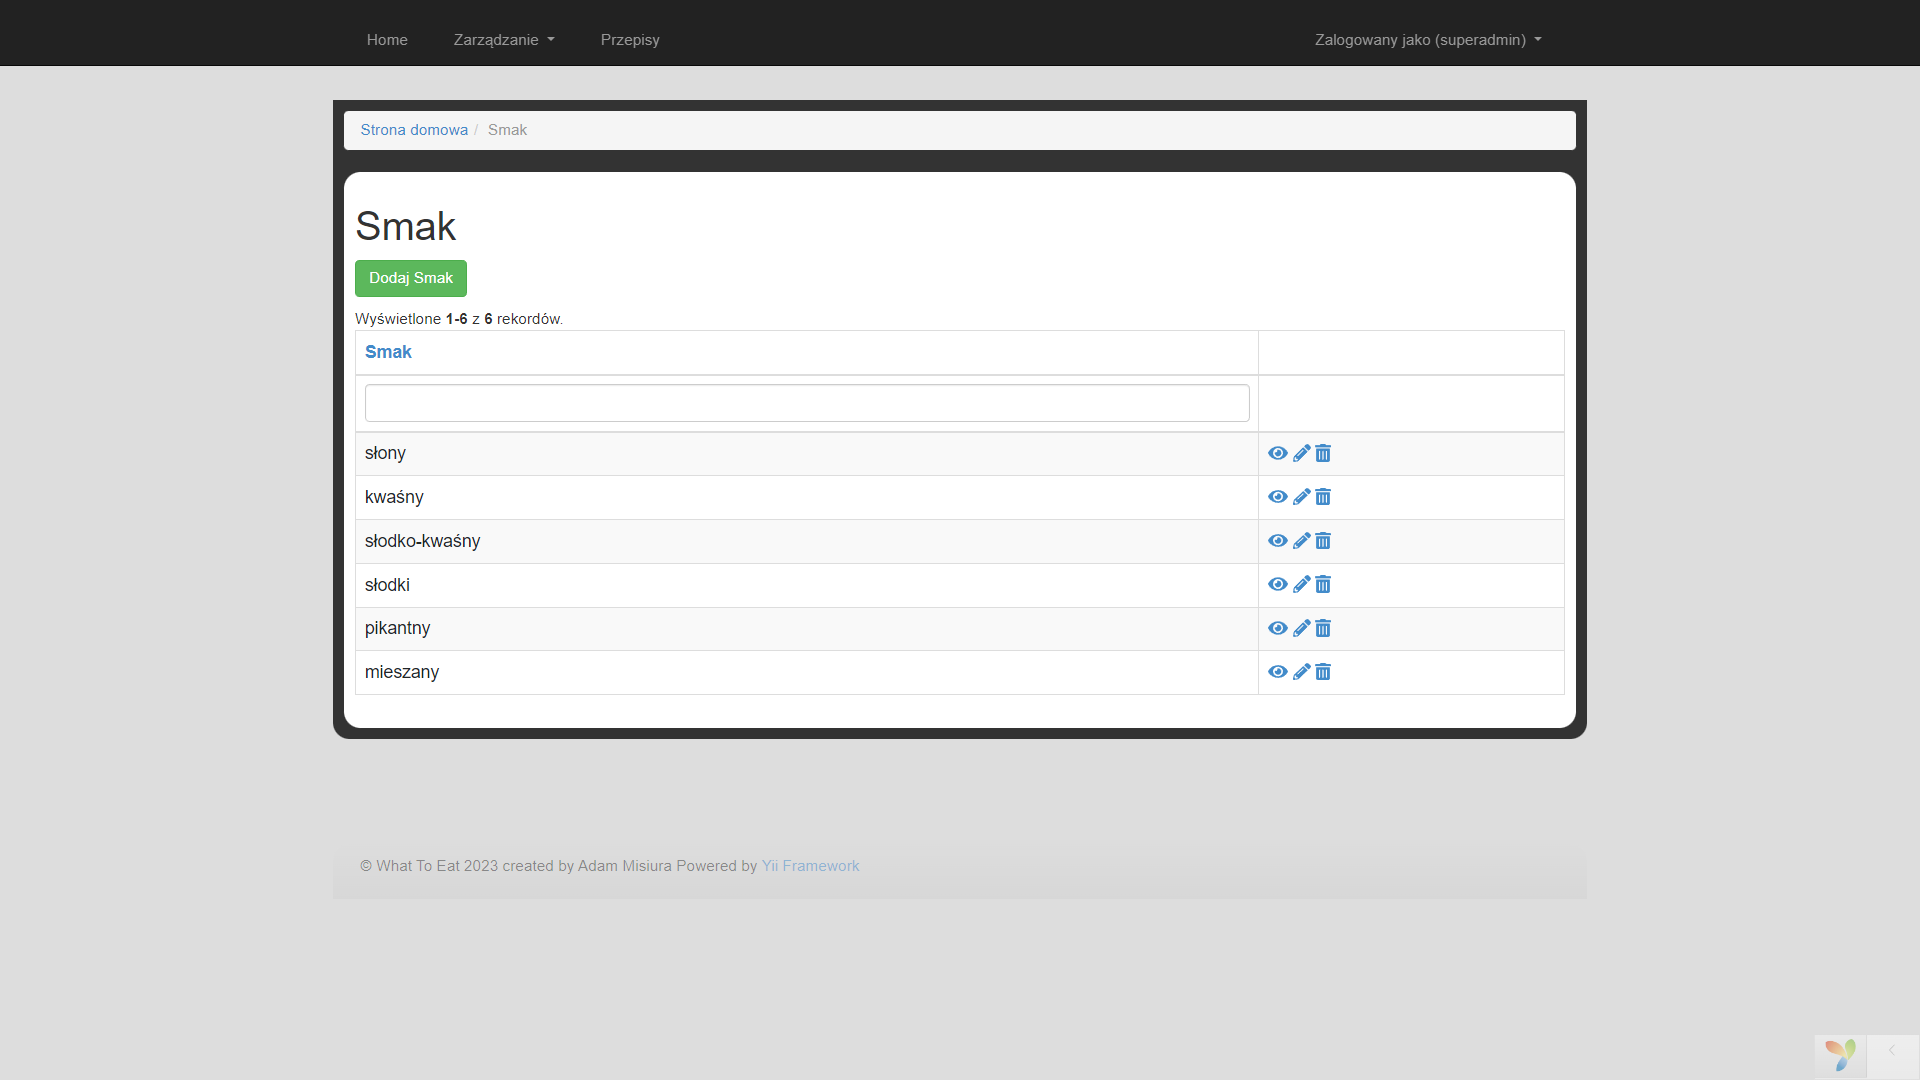 Home Zarządzanie Przepisy Zalogowany jako (superadmin)
Strona domowa / Smak
Smak
Dodaj Smak
Wyświetlone 1-6 z 6 rekordów.
Smak
słony
kwaśny
słodko-kwaśny
słodki
pikantny
mieszany
© What To Eat 2023 created by Adam Misiura Powered by Yii Framework